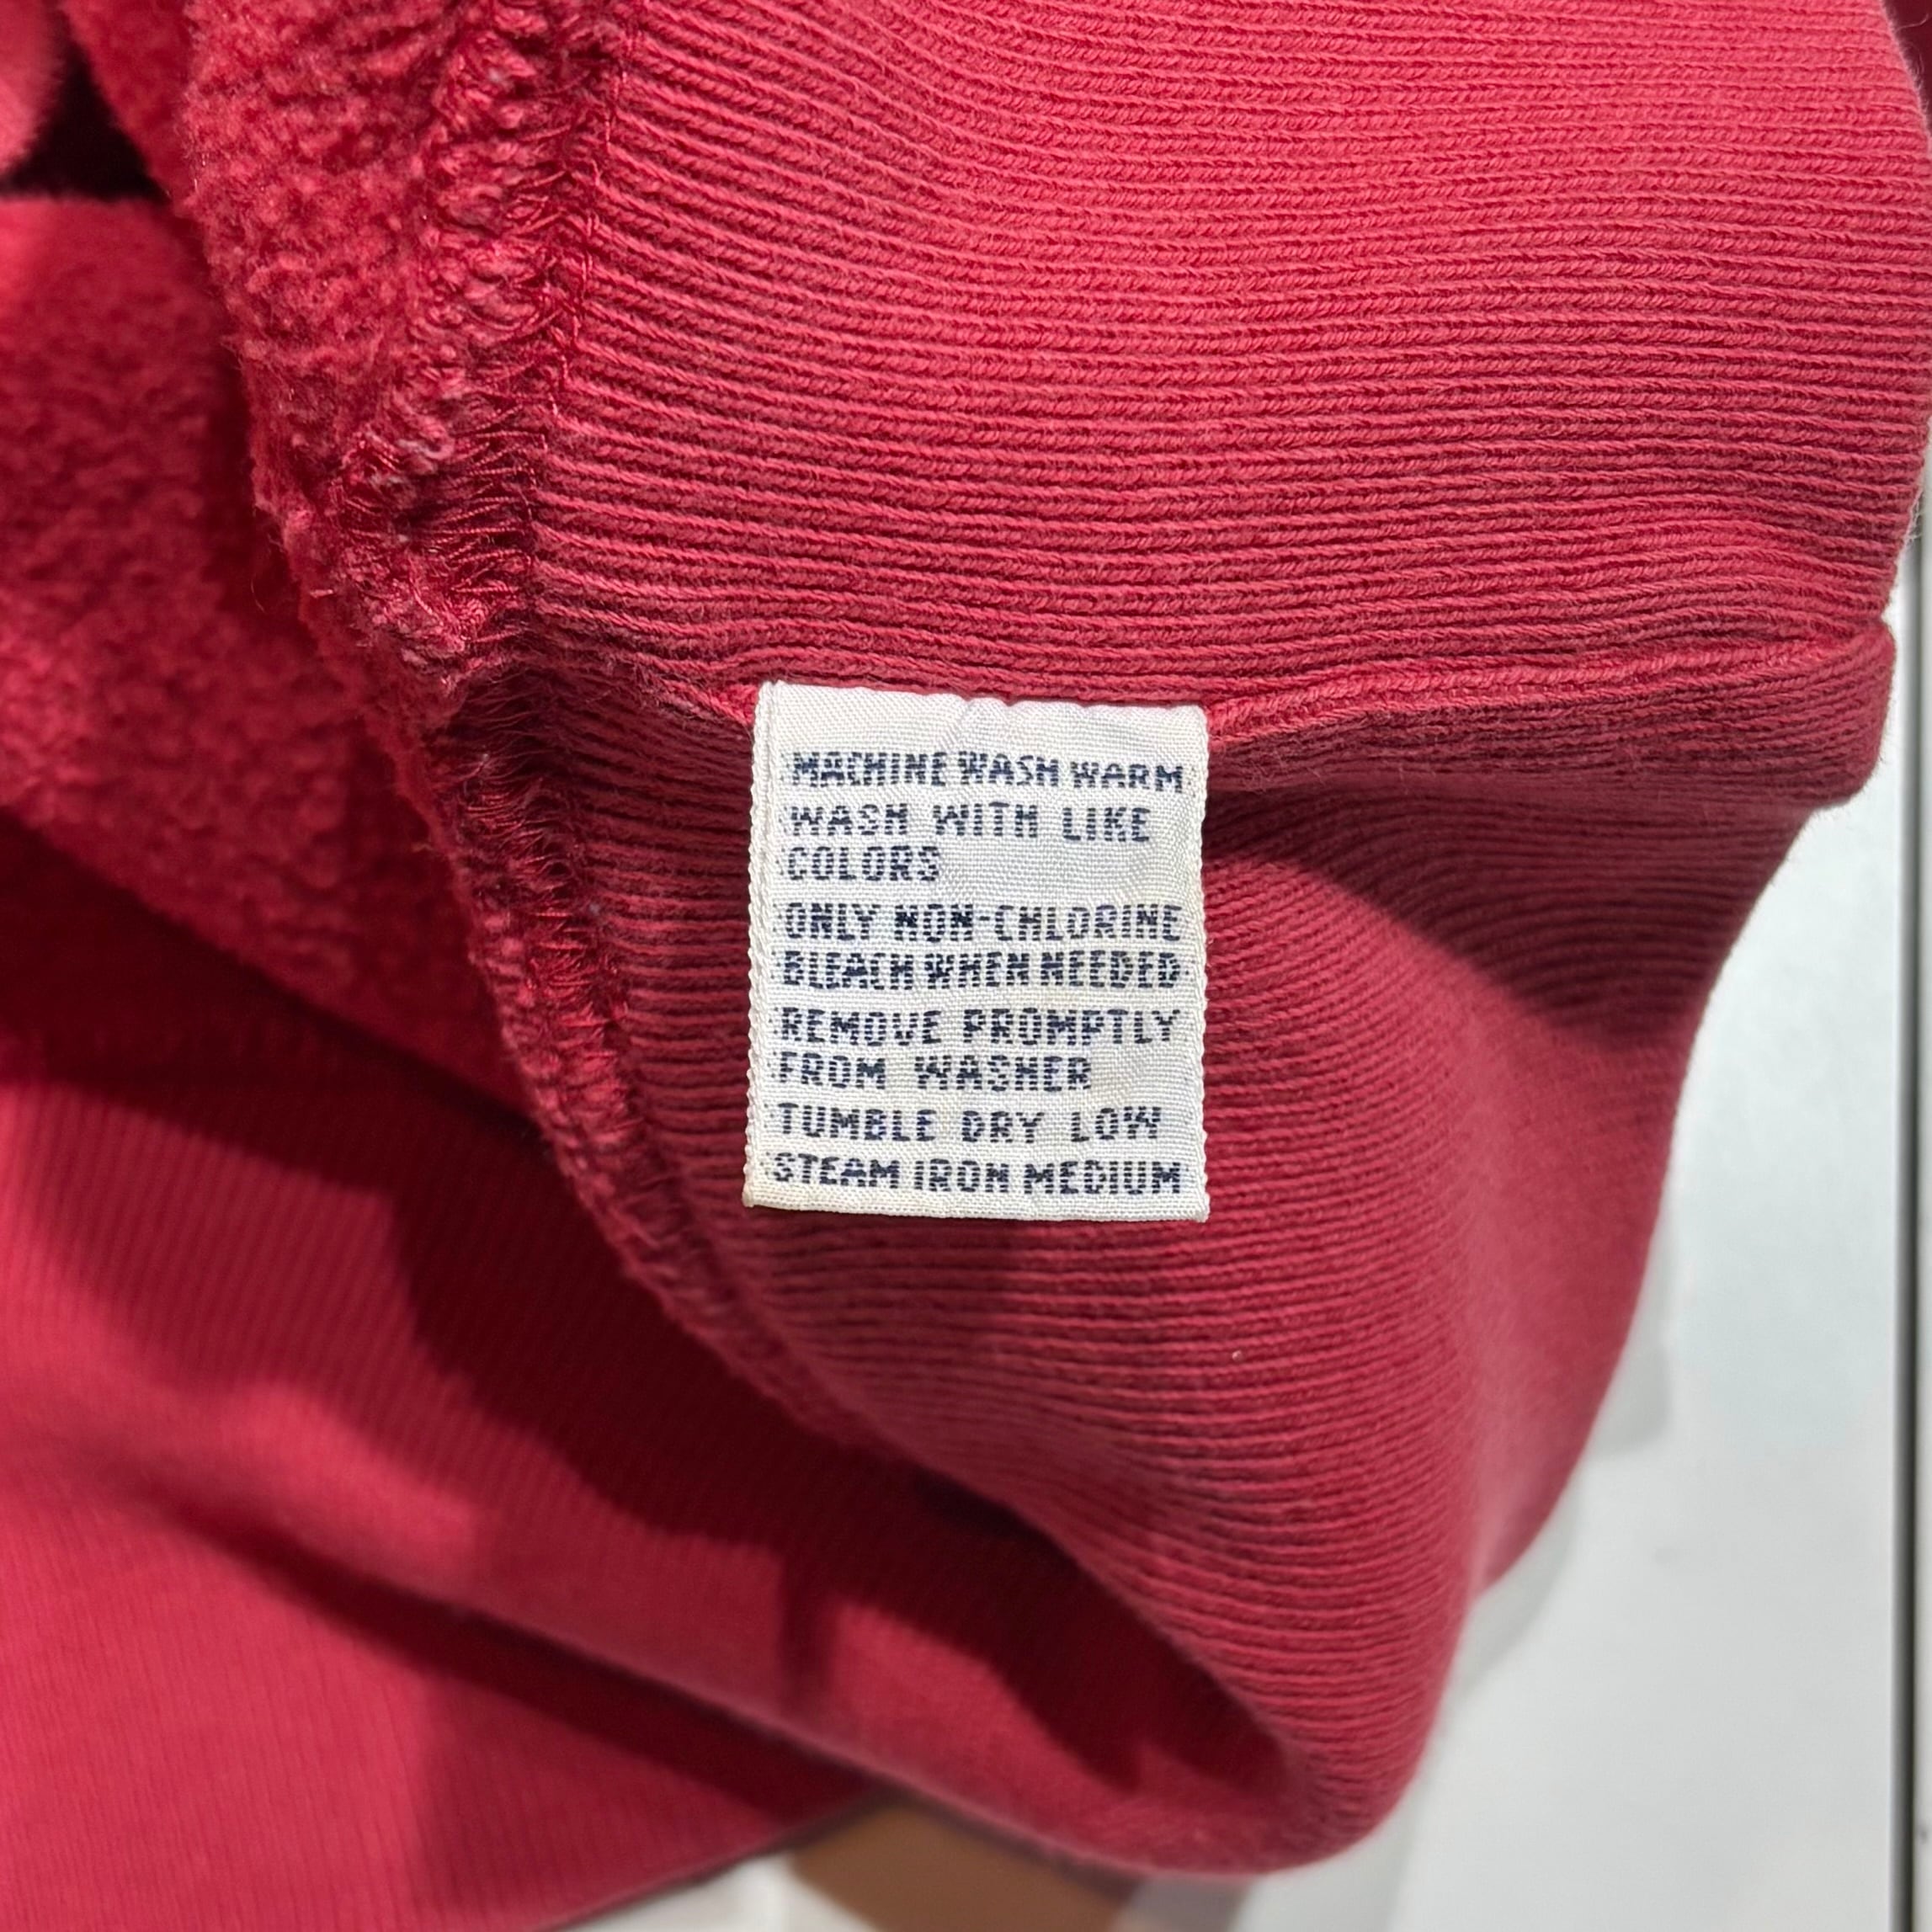 MACHINE WASH WARM
WASH WITH LIKE
COLORS
ONLY NON-CHLORINE
BLEACH WHEN NEEDED
REMOVE PROMPTLY
FROM WASHER
TUMBLE DRY LOW
STEAM IRON MEDIUM